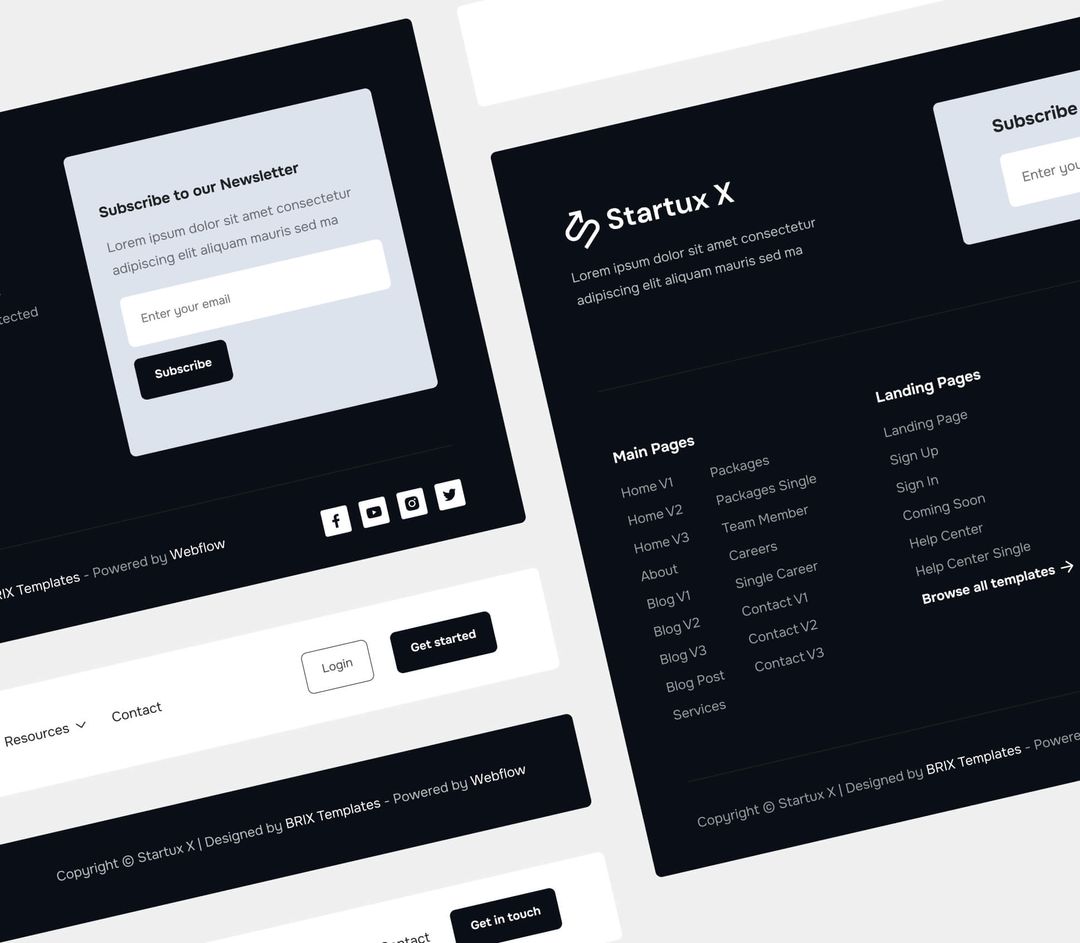 Subscribe to our Newsletter
Lorem ipsum dolor sit amet consectetur
adipiscing elit aliquam mauris sed ma
Enter your email
Subscribe
Templates - Powered by Webflow
Resources
Contact
Login
Get started
Copyright © Startux X | Designed by BRIX Templates - Powered by Webflow
Get in touch
Startux X
Lorem ipsum dolor sit amet consectetur
adipiscing elit aliquam mauris sed ma
Subscribe
Enter
Main Pages
Home V1
Home V2
Home V3
About
Blog V1
Blog V2
Blog V3
Blog Post
Services
Packages
Packages Single
Team Member
Careers
Single Career
Contact V1
Contact V2
Contact V3
Landing Pages
Landing Page
Sign Up
Sign In
Coming Soon
Help Center
Help Center Single
Browse all templates →
Copyright © Startux X | Designed by BRIX Templates -